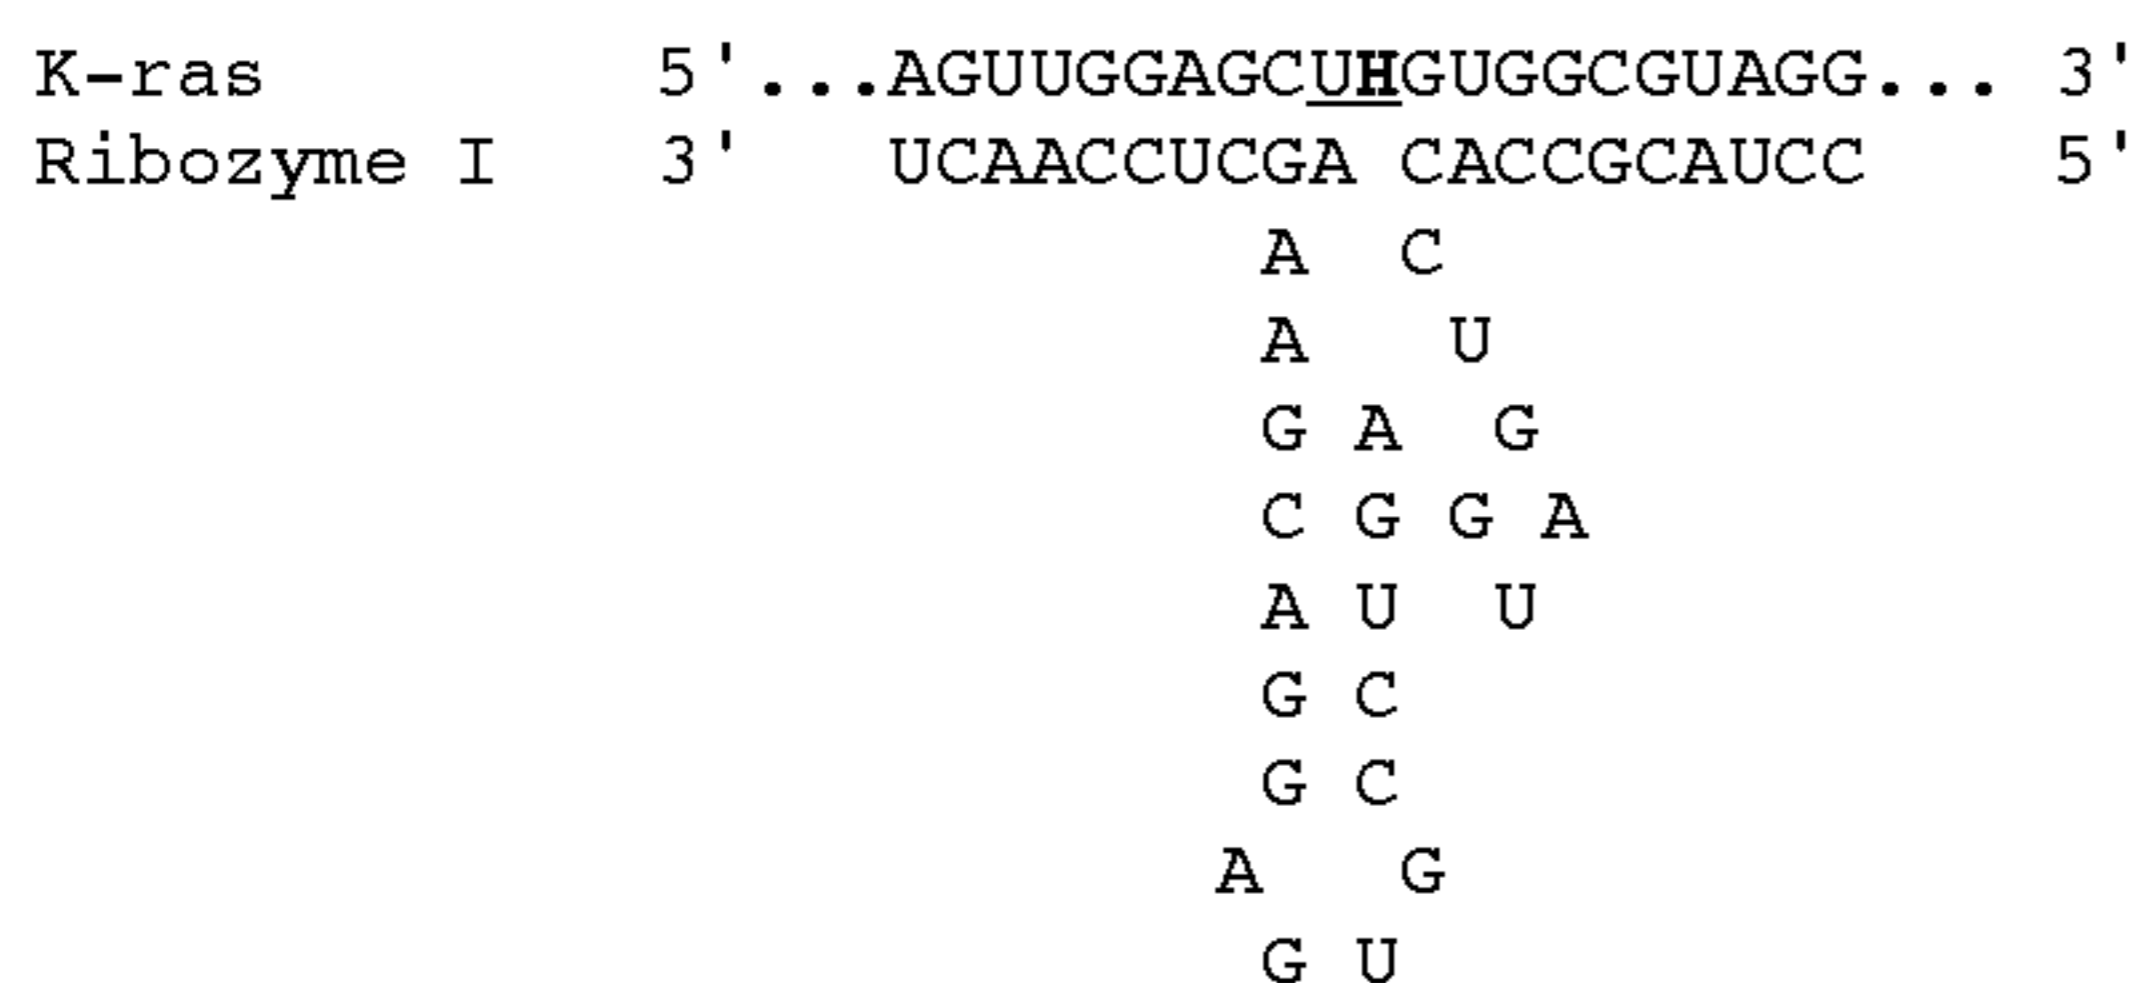 K-ras 5'...AGUUGGAGCUHGUGGCGUAGG... 3'
Ribozyme I 3' UCAACCUCGA CACCGCAUCC 5'
A C
A U
G A G
C G G A
A U U
G C
G C
A G
G U